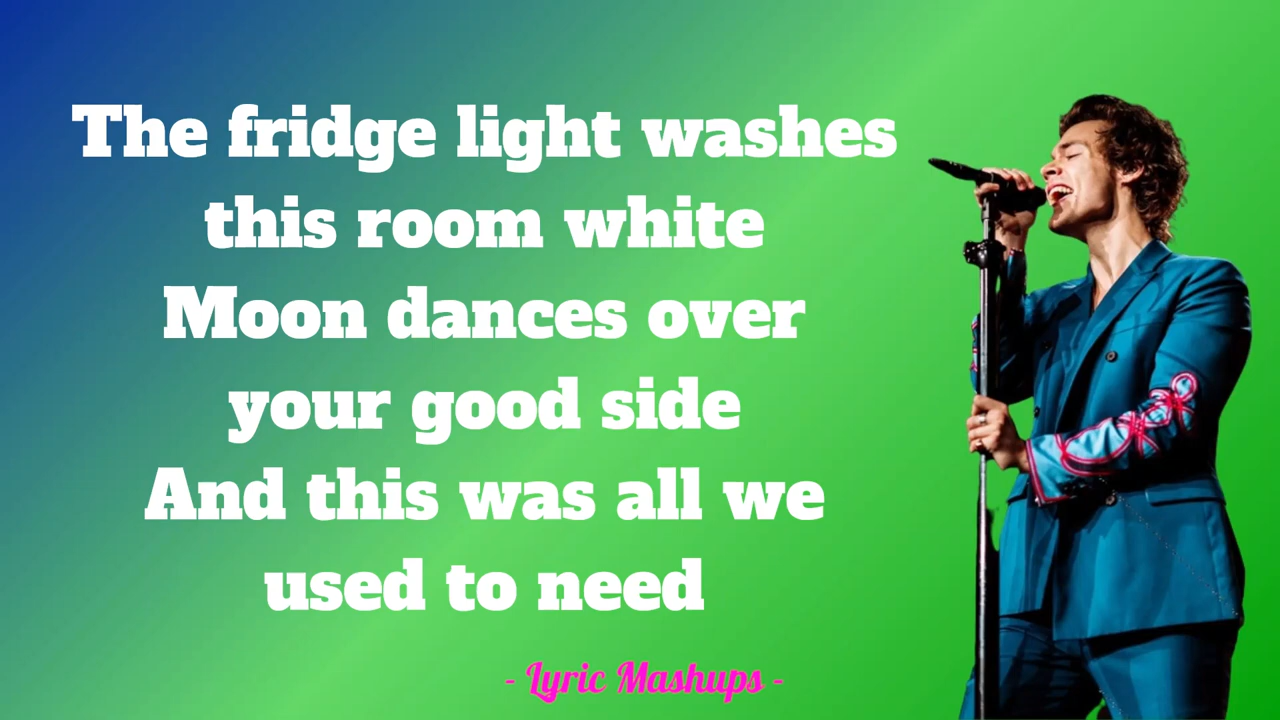 The fridge light washes
this room white
Moon dances over
your good side
And this was all we
used to need
- Lyric Mashups -